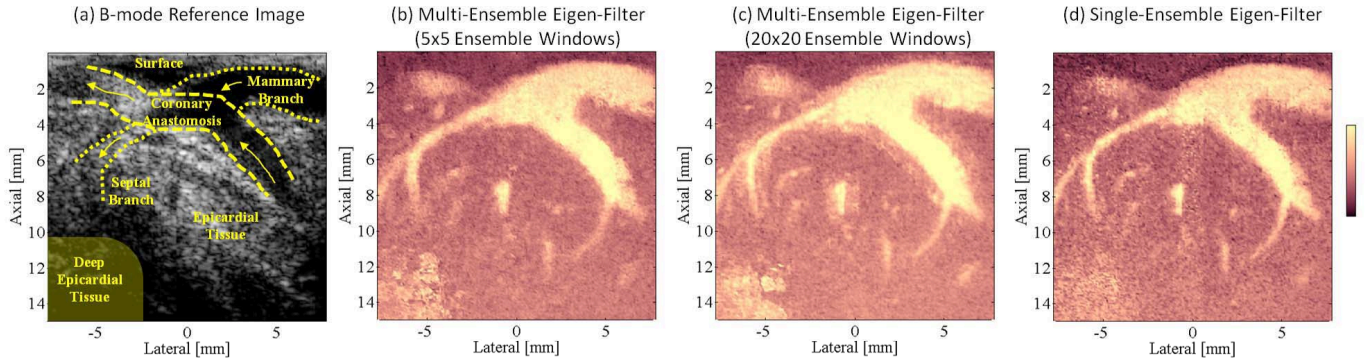 (a) B-mode Reference Image
Surface
Mammary
Branch
Coronary
Anastomosis
Septal
Branch
Epicardial
Tissue
Deep
Epicardial
Tissue
2
4
6
8
10
12
14
Axial [mm]
-5
0
5
Lateral [mm]
(b) Multi-Ensemble Eigen-Filter
(5x5 Ensemble Windows)
2
4
6
8
10
12
14
Axial [mm]
-5
0
5
Lateral [mm]
(c) Multi-Ensemble Eigen-Filter
(20x20 Ensemble Windows)
2
4
6
8
10
12
14
Axial [mm]
-5
0
5
Lateral [mm]
(d) Single-Ensemble Eigen-Filter
2
4
6
8
10
12
14
Axial [mm]
-5
0
5
Lateral [mm]